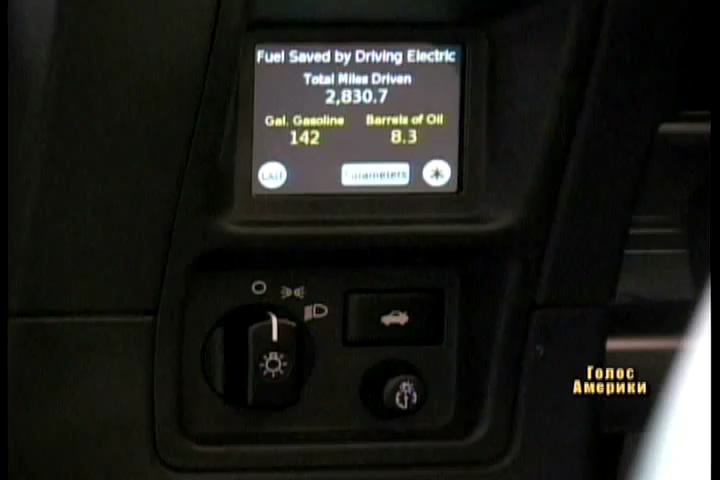 Fuel Saved by Driving Electric
Total Miles Driven
2,830.7
Gal. Gasoline Barrels of Oil
142 8.3
Exit Parameters
Голос
Америки